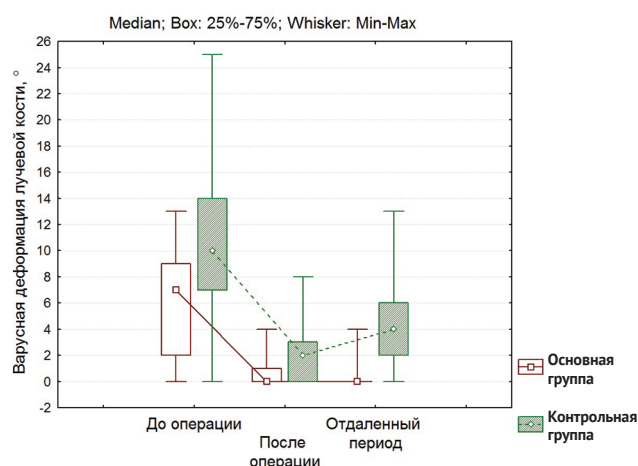 Median; Box: 25%-75%; Whisker: Min-Max
Варусная деформация лучевой кости, °
26
24
22
20
18
16
14
12
10
8
6
4
2
0
-2
До операции
После
операции
Отдаленный
период
Основная
группа
Контрольная
группа